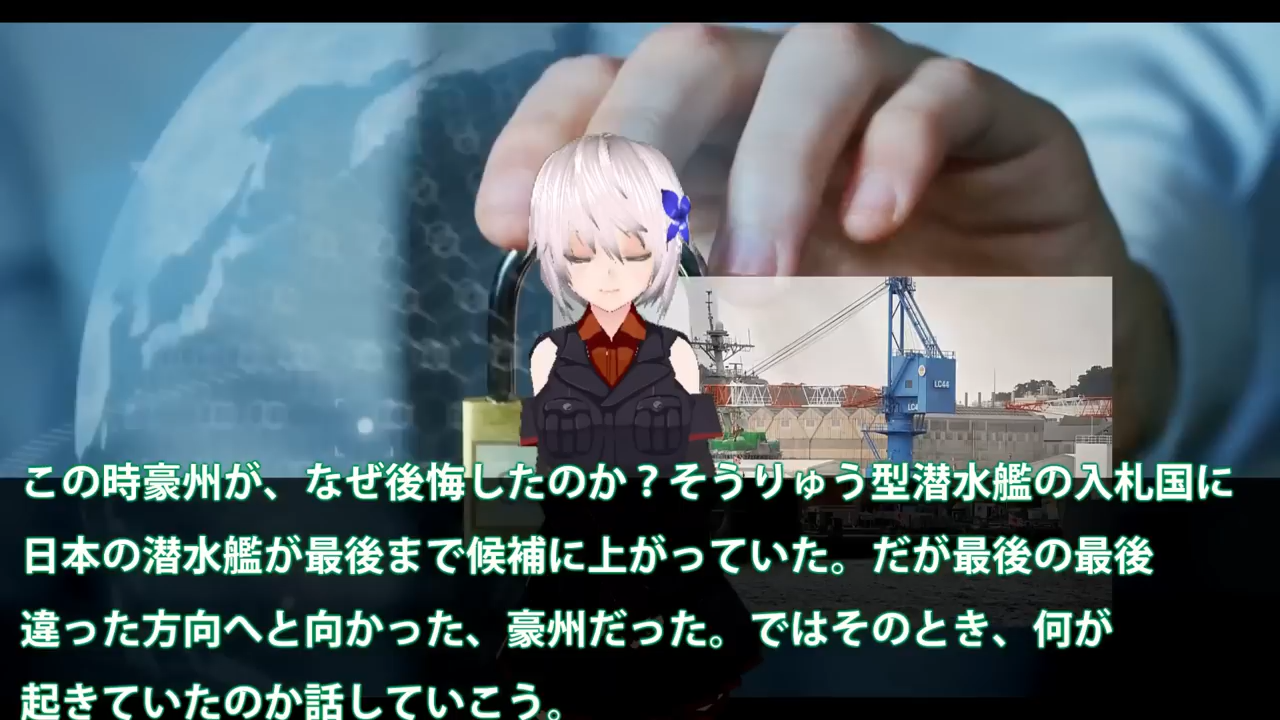 LC44
LC4
この時豪州が、なぜ後悔したのか？そうりゅう型潜水艦の入札国に
日本の潜水艦が最後まで候補に上がっていた。だが最後の最後
違った方向へと向かった、豪州だった。ではそのとき、何が
起きていたのか話していこう。